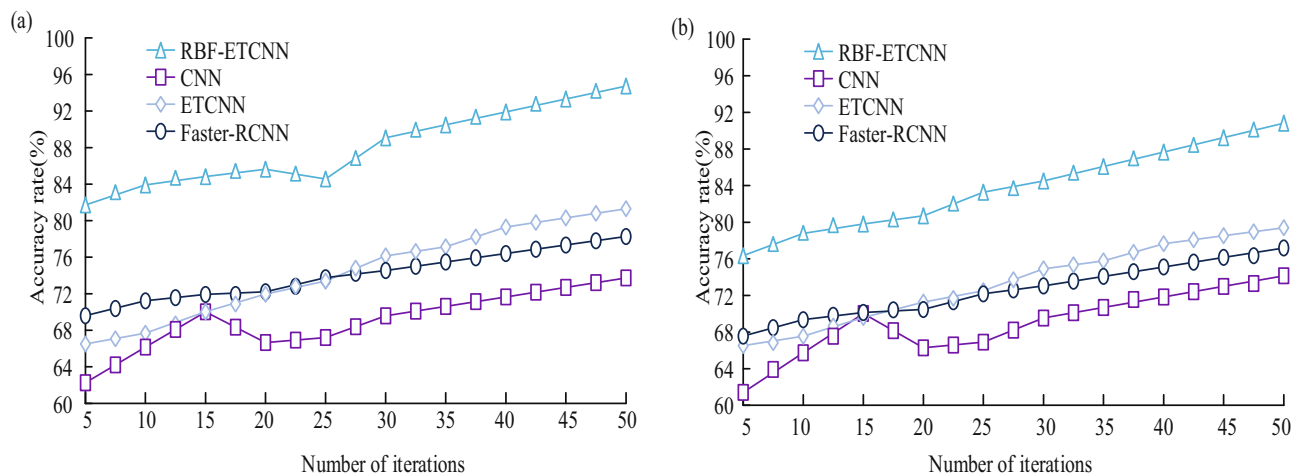 (a)
100
96
92
88
84
80
76
72
68
64
60
Accuracy rate(%)
RBF-ETCNN
CNN
ETCNN
Faster-RCNN
5 10 15 20 25 30 35 40 45 50
Number of iterations
(b)
100
96
92
88
84
80
76
72
68
64
60
Accuracy rate(%)
RBF-ETCNN
CNN
ETCNN
Faster-RCNN
5 10 15 20 25 30 35 40 45 50
Number of iterations